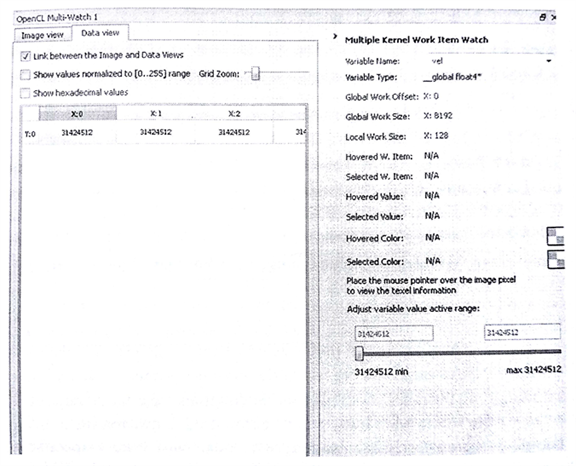 OpenCL Multi-Watch 1
Image view
Data view
Link between the Image and Data Views
Show values normalized to [0..255] range
Grid Zoom:
Show hexadecimal values
X:0
X:1
X:2
Y:0
31424512
31424512
31424512
314
Multiple Kernel Work Item Watch
Variable Name: vel
Variable Type: __global float4*
Global Work Offset: X: 0
Global Work Size: X: 8192
Local Work Size: X: 128
Hovered W. Item: N/A
Selected W. Item: N/A
Hovered Value: N/A
Selected Value: N/A
Hovered Color: N/A
Selected Color: N/A
Place the mouse pointer over the image pixel
to view the texel information
Adjust variable value active range:
31424512
31424512
31424512 min
max 31424512